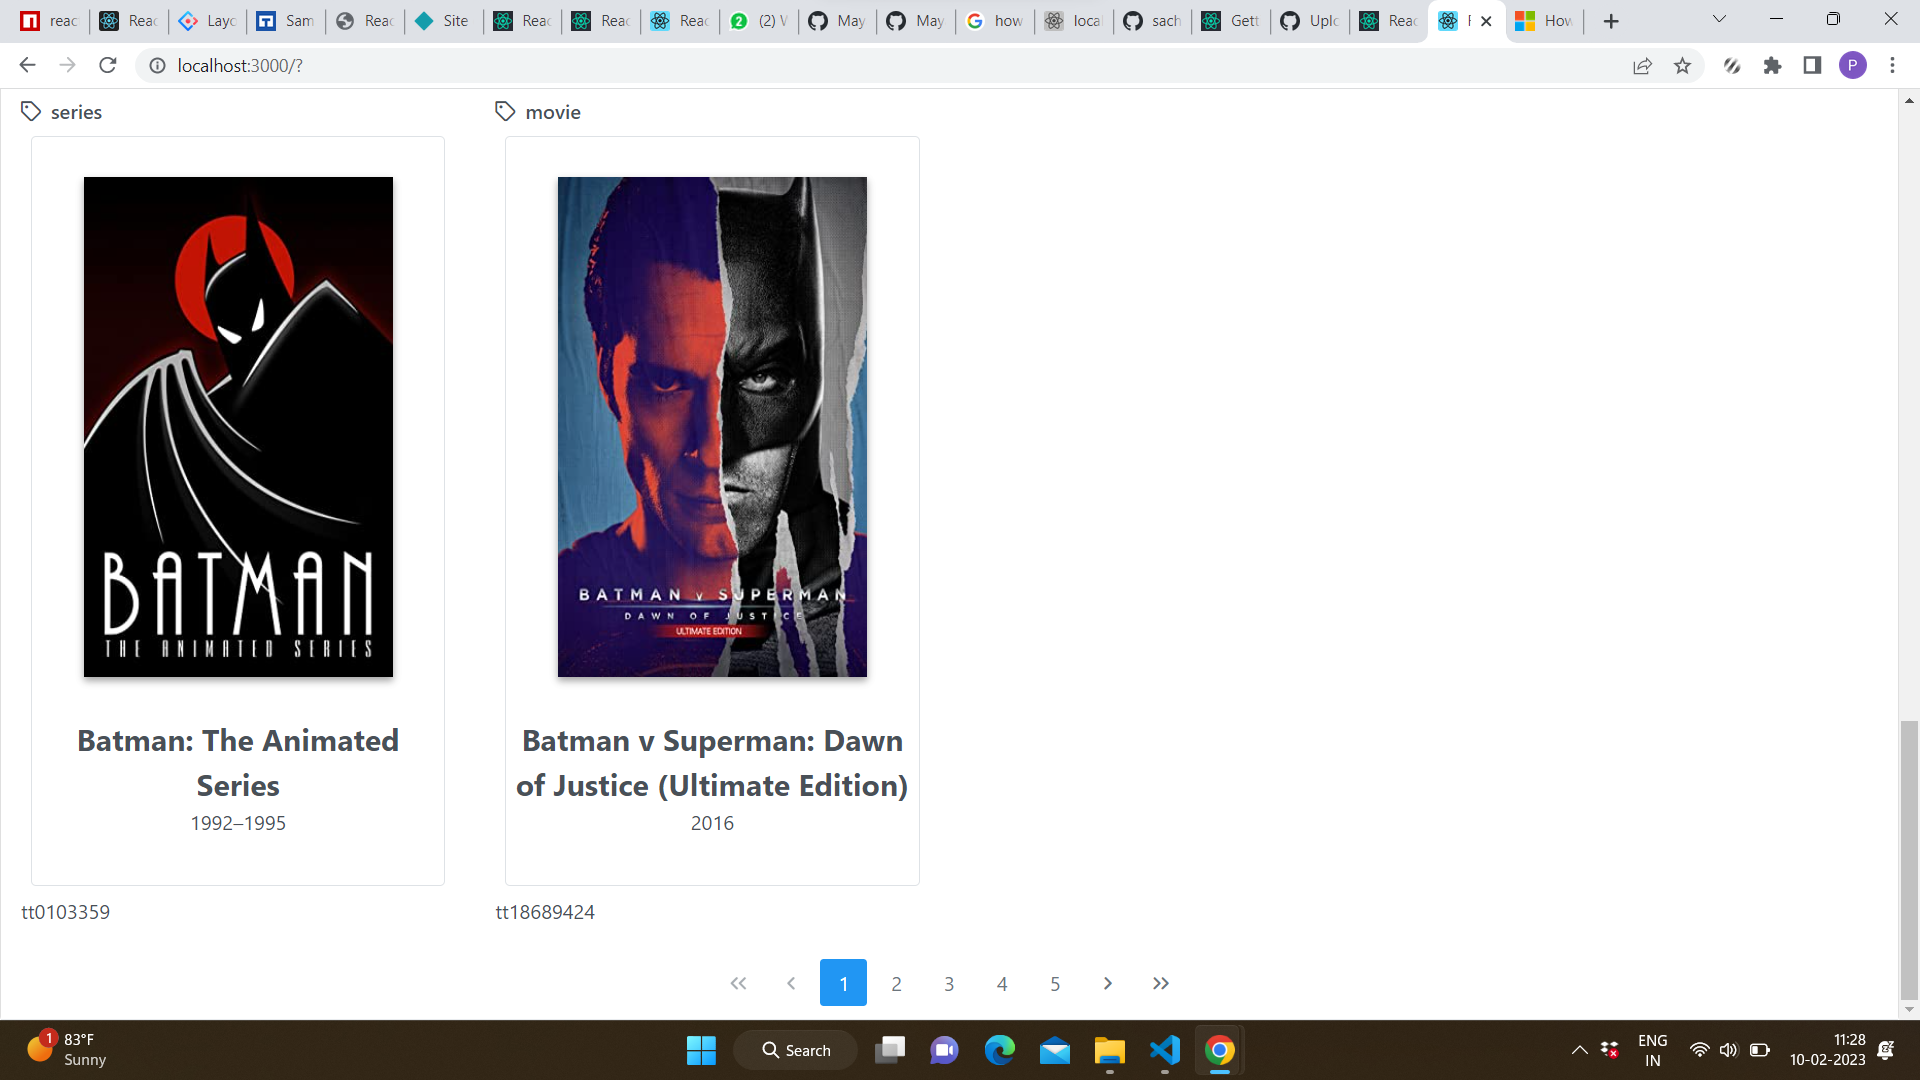 reac
Reac
Layo
Sam
Reac
Site
Reac
Reac
Reac
(2) W
May
May
how
local
sach
Gett
Uplo
Reac
How
localhost:3000/?
P
series
movie
BATMAN
THE ANIMATED SERIES
BATMAN v SUPERMAN
DAWN OF JUSTICE
ULTIMATE EDITION
Batman: The Animated
Series
1992–1995
Batman v Superman: Dawn
of Justice (Ultimate Edition)
2016
tt0103359
tt18689424
1 2 3 4 5
1
83°F
Sunny
Search
ENG
IN
11:28
10-02-2023